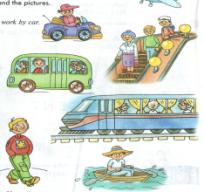 nd the pictures.
work by car.